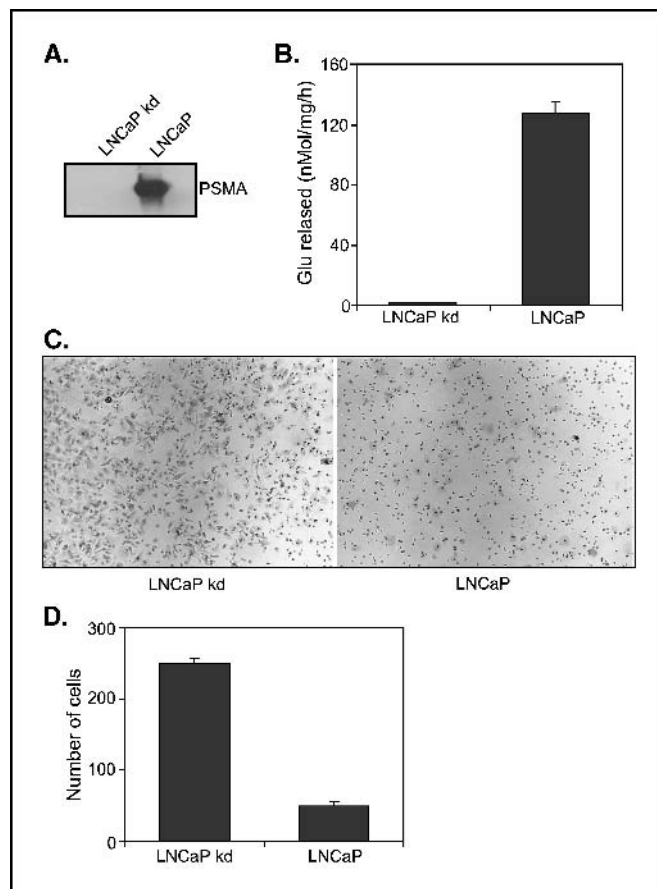 A.
LNCaP kd
LNCaP
PSMA
B.
Glu relased (nMol/mg/h)
160
120
80
40
0
LNCaP kd
LNCaP
C.
LNCaP kd
LNCaP
D.
Number of cells
300
200
100
0
LNCaP kd
LNCaP